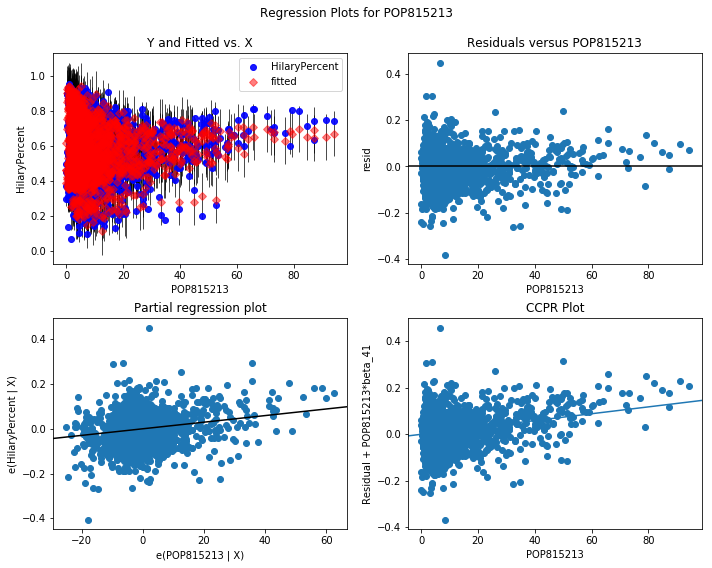 Regression Plots for POP815213
Y and Fitted vs. X
HilaryPercent
fitted
HilaryPercent
1.0
0.8
0.6
0.4
0.2
0.0
0 20 40 60 80
POP815213
Residuals versus POP815213
resid
0.4
0.2
0.0
−0.2
−0.4
0 20 40 60 80
POP815213
Partial regression plot
e(HilaryPercent | X)
0.4
0.2
0.0
−0.2
−0.4
−20 0 20 40 60
e(POP815213 | X)
CCPR Plot
Residual + POP815213*beta_41
0.4
0.2
0.0
−0.2
−0.4
0 20 40 60 80
POP815213